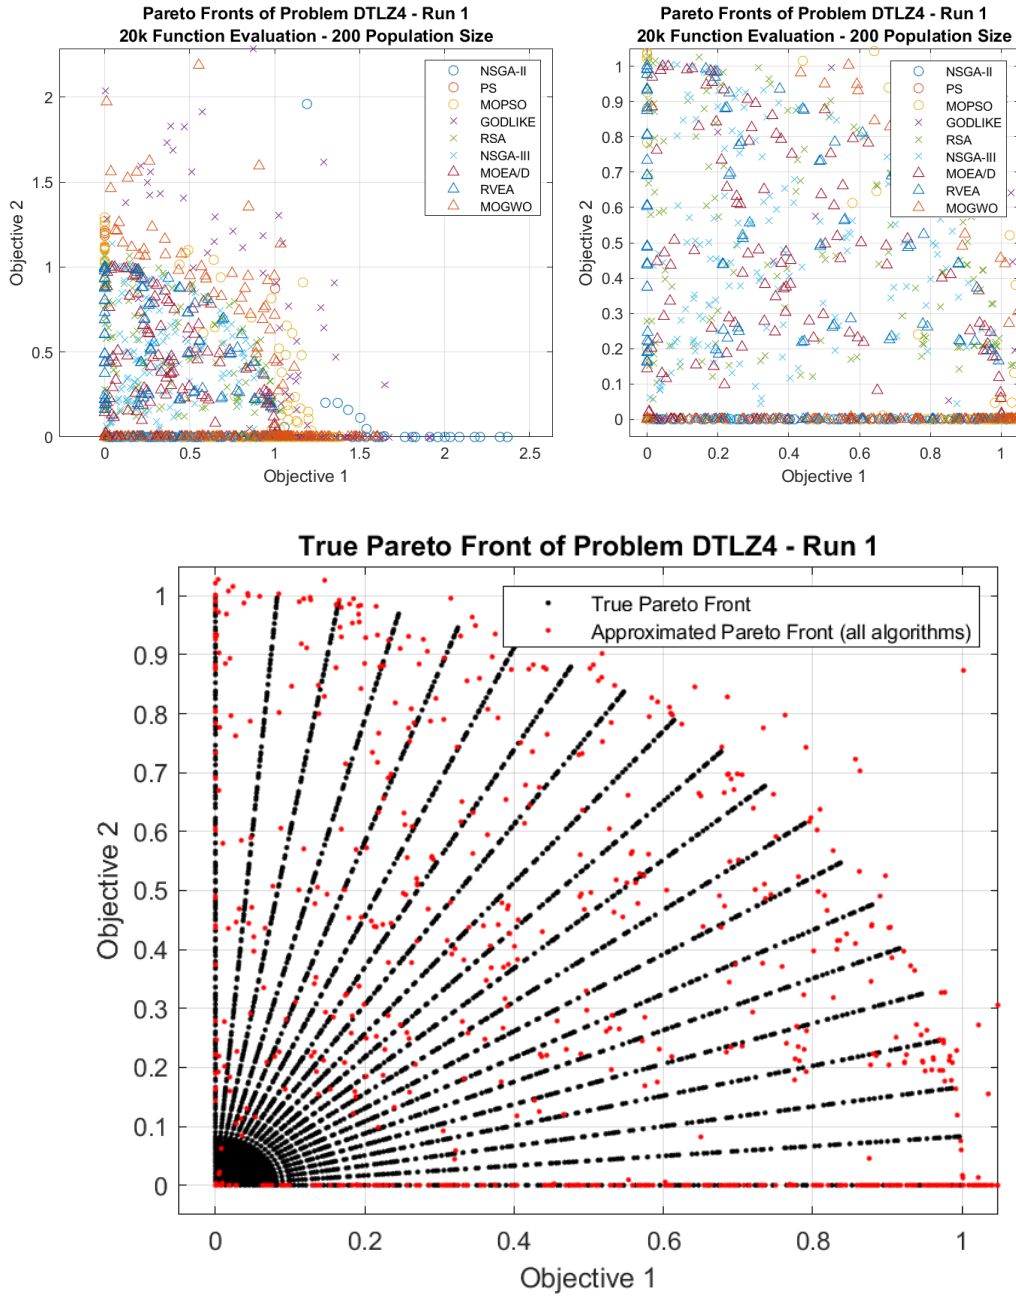 Pareto Fronts of Problem DTLZ4 - Run 1
20k Function Evaluation - 200 Population Size
Objective 2
2
1.5
1
0.5
0
NSGA-II
PS
MOPSO
GODLIKE
RSA
NSGA-III
MOEA/D
RVEA
MOGWO
0 0.5 1 1.5 2 2.5
Objective 1
Pareto Fronts of Problem DTLZ4 - Run 1
20k Function Evaluation - 200 Population Size
Objective 2
1
0.9
0.8
0.7
0.6
0.5
0.4
0.3
0.2
0.1
0
NSGA-II
PS
MOPSO
GODLIKE
RSA
NSGA-III
MOEA/D
RVEA
MOGWO
0 0.2 0.4 0.6 0.8 1
Objective 1
True Pareto Front of Problem DTLZ4 - Run 1
Objective 2
1
0.9
0.8
0.7
0.6
0.5
0.4
0.3
0.2
0.1
0
True Pareto Front
Approximated Pareto Front (all algorithms)
0 0.2 0.4 0.6 0.8 1
Objective 1